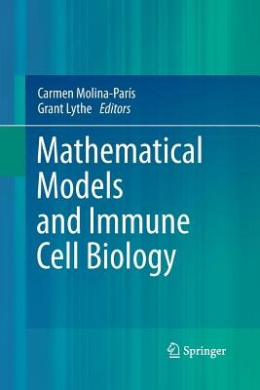 Carmen Molina-París
Grant Lythe Editors
Mathematical
Models
and Immune
Cell Biology
Springer